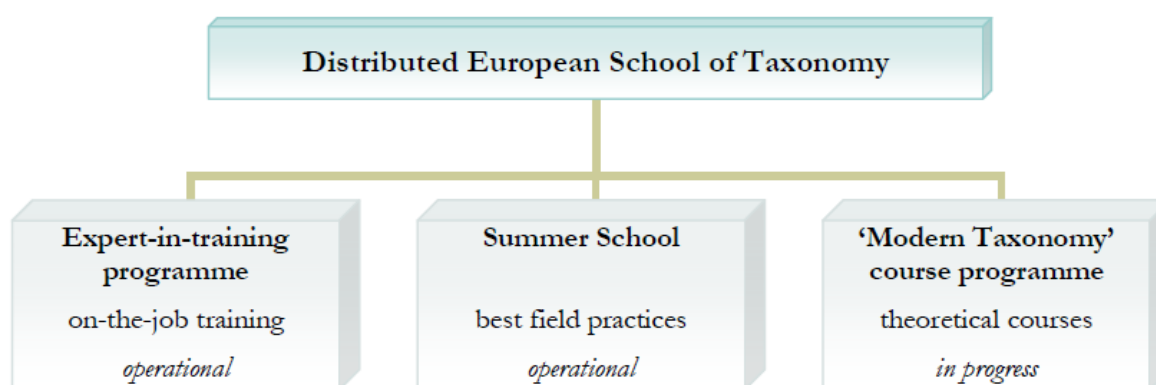 Distributed European School of Taxonomy
Expert-in-training
programme
on-the-job training
operational
Summer School
best field practices
operational
‘Modern Taxonomy’
course programme
theoretical courses
in progress